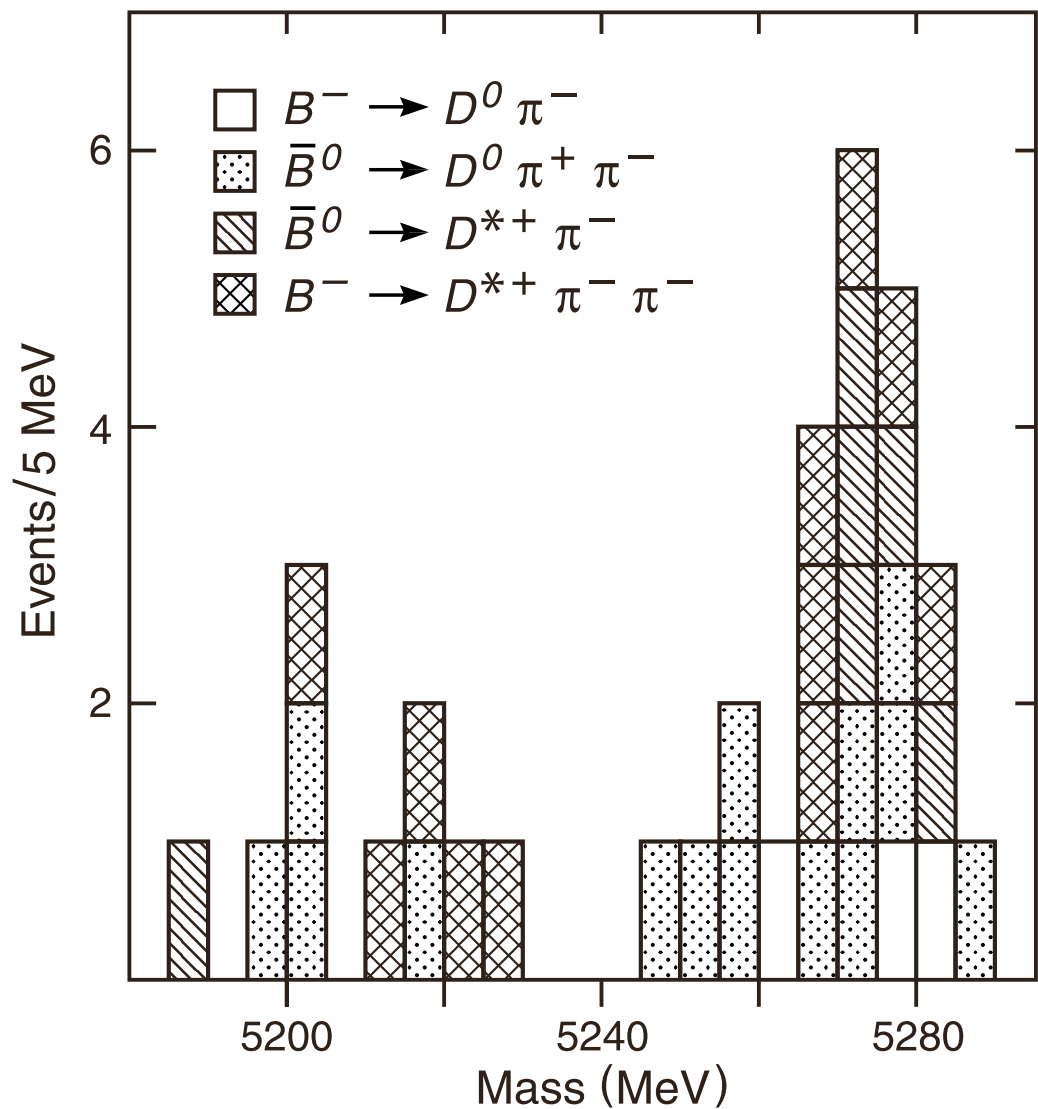 B⁻ → D⁰ π⁻
B̅⁰ → D⁰ π⁺ π⁻
B̅⁰ → D*⁺ π⁻
B⁻ → D*⁺ π⁻ π⁻
Events/5 MeV
6
4
2
5200 5240 5280
Mass (MeV)